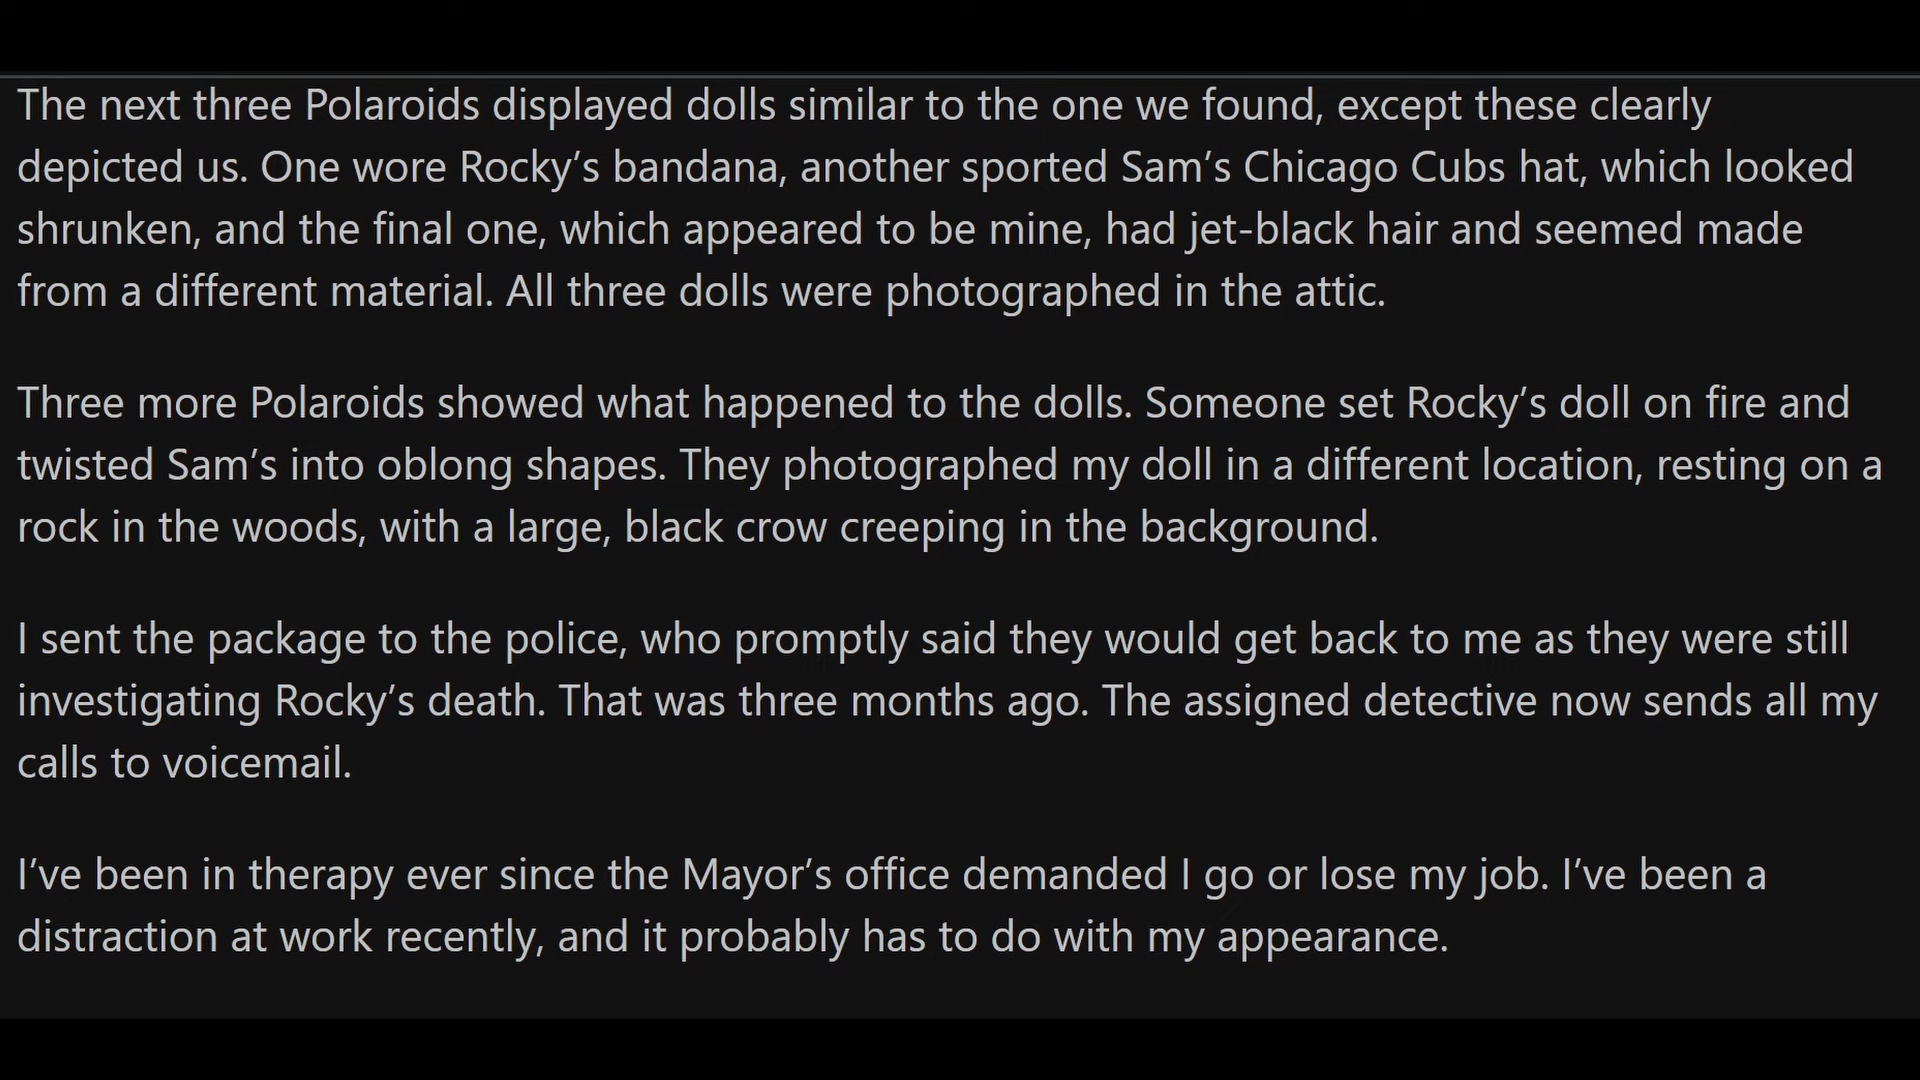 The next three Polaroids displayed dolls similar to the one we found, except these clearly
depicted us. One wore Rocky’s bandana, another sported Sam’s Chicago Cubs hat, which looked
shrunken, and the final one, which appeared to be mine, had jet-black hair and seemed made
from a different material. All three dolls were photographed in the attic.
Three more Polaroids showed what happened to the dolls. Someone set Rocky’s doll on fire and
twisted Sam’s into oblong shapes. They photographed my doll in a different location, resting on a
rock in the woods, with a large, black crow creeping in the background.
I sent the package to the police, who promptly said they would get back to me as they were still
investigating Rocky’s death. That was three months ago. The assigned detective now sends all my
calls to voicemail.
I’ve been in therapy ever since the Mayor’s office demanded I go or lose my job. I’ve been a
distraction at work recently, and it probably has to do with my appearance.